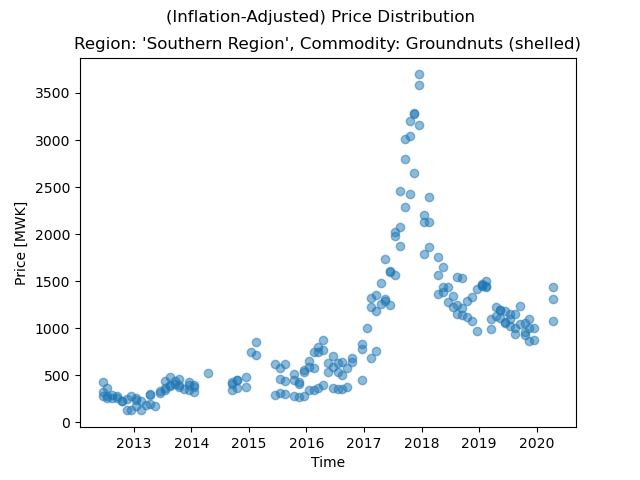 (Inflation-Adjusted) Price Distribution
Region: 'Southern Region', Commodity: Groundnuts (shelled)
Price [MWK]
3500
3000
2500
2000
1500
1000
500
0
2013 2014 2015 2016 2017 2018 2019 2020
Time